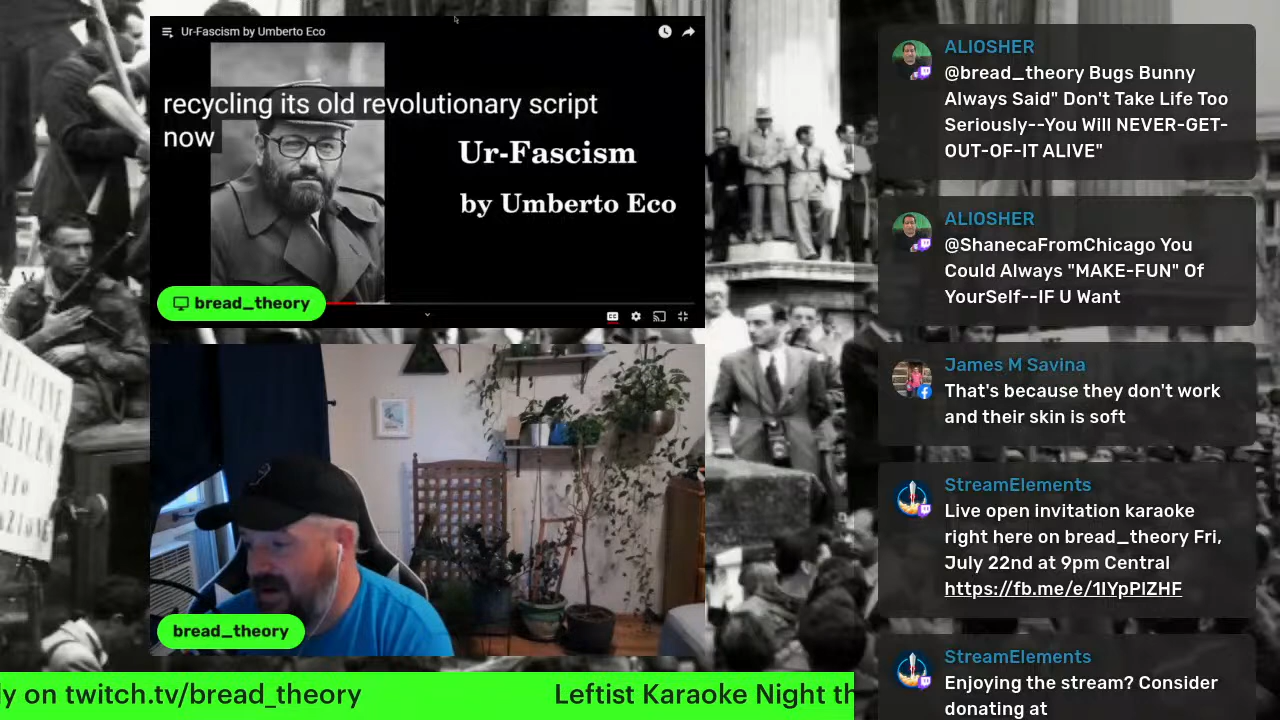 Ur-Fascism by Umberto Eco
recycling its old revolutionary script
now
Ur-Fascism
by Umberto Eco
bread_theory
bread_theory
ly on twitch.tv/bread_theory
Leftist Karaoke Night th
ALIOSHER
@bread_theory Bugs Bunny
Always Said" Don't Take Life Too
Seriously--You Will NEVER-GET-
OUT-OF-IT ALIVE"
ALIOSHER
@ShanecaFromChicago You
Could Always "MAKE-FUN" Of
YourSelf--IF U Want
James M Savina
That's because they don't work
and their skin is soft
StreamElements
Live open invitation karaoke
right here on bread_theory Fri,
July 22nd at 9pm Central
https://fb.me/e/1IYpPIZHF
StreamElements
Enjoying the stream? Consider
donating at